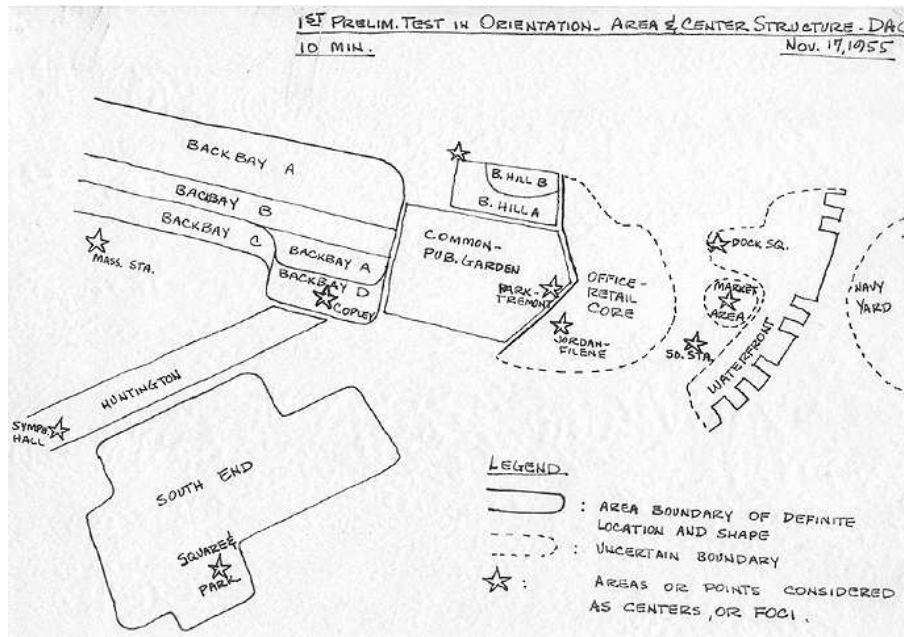 1ST PRELIM. TEST IN ORIENTATION - AREA & CENTER STRUCTURE - DAC
10 MIN.
NOV. 17, 1955
BACKBAY A
BACKBAY B
BACKBAY C
BACKBAY A
BACKBAY D
COPLEY
MASS. STA.
B. HILL B
B. HILL A
COMMON-
PUB. GARDEN
PARK-
TREMONT
OFFICE-
RETAIL
CORE
JORDAN-
FILENE
DOCK SQ.
MARKET
AREA
SO. STA.
WATERFRONT
NAVY
YARD
HUNTINGTON
SYMPH.
HALL
SOUTH END
SQUARE &
PARK
LEGEND
: AREA BOUNDARY OF DEFINITE
LOCATION AND SHAPE
: UNCERTAIN BOUNDARY
: AREAS OR POINTS CONSIDERED
AS CENTERS, OR FOCI.